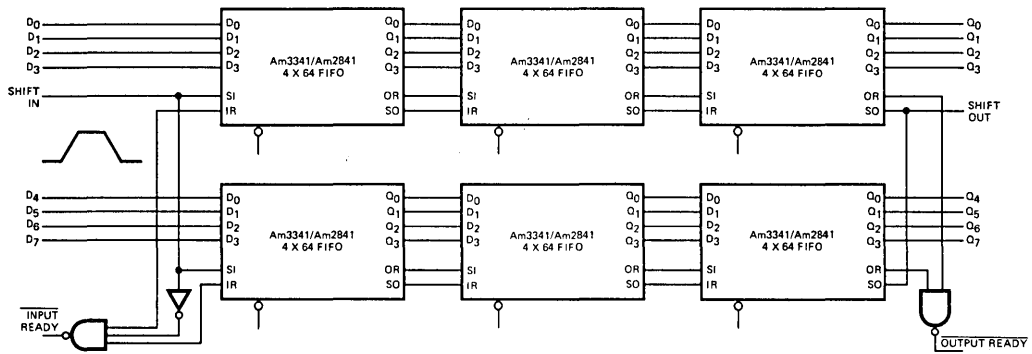 D0 D0 Q0 D0 Q0 D0 Q0 Q0
D1 D1 Q1 D1 Q1 D1 Q1 Q1
D2 D2 Q2 D2 Q2 D2 Q2 Q2
D3 D3 Q3 D3 Q3 D3 Q3 Q3
Am3341/Am2841 Am3341/Am2841 Am3341/Am2841
4 X 64 FIFO 4 X 64 FIFO 4 X 64 FIFO
SHIFT IN SI OR SI OR SI OR
IR SO IR SO IR SO SHIFT OUT
D4 D0 Q0 D0 Q0 D0 Q0 Q4
D5 D1 Q1 D1 Q1 D1 Q1 Q5
D6 D2 Q2 D2 Q2 D2 Q2 Q6
D7 D3 Q3 D3 Q3 D3 Q3 Q7
Am3341/Am2841 Am3341/Am2841 Am3341/Am2841
4 X 64 FIFO 4 X 64 FIFO 4 X 64 FIFO
SI OR SI OR SI OR
IR SO IR SO IR SO
INPUT READY
OUTPUT READY